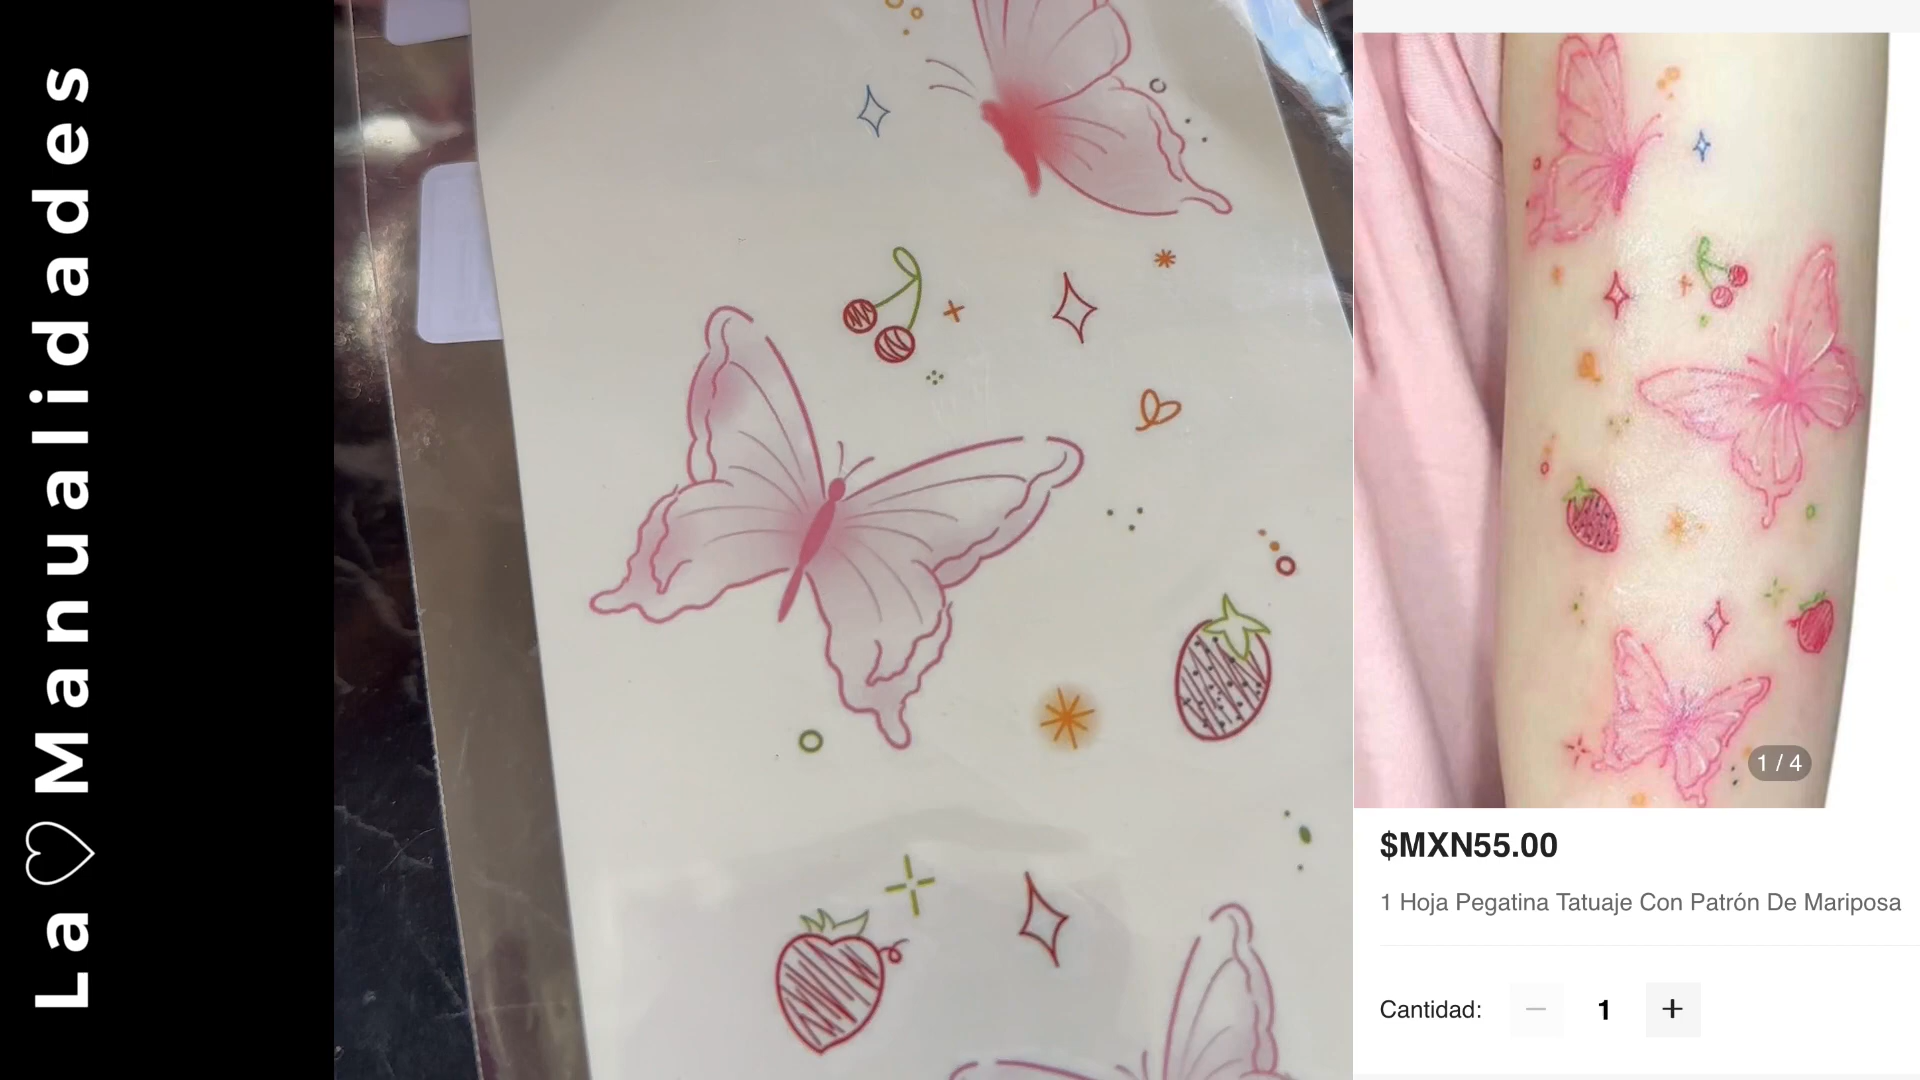 La♡Manualidades
1 / 4
$MXN55.00
1 Hoja Pegatina Tatuaje Con Patrón De Mariposa
Cantidad:
−
1
+